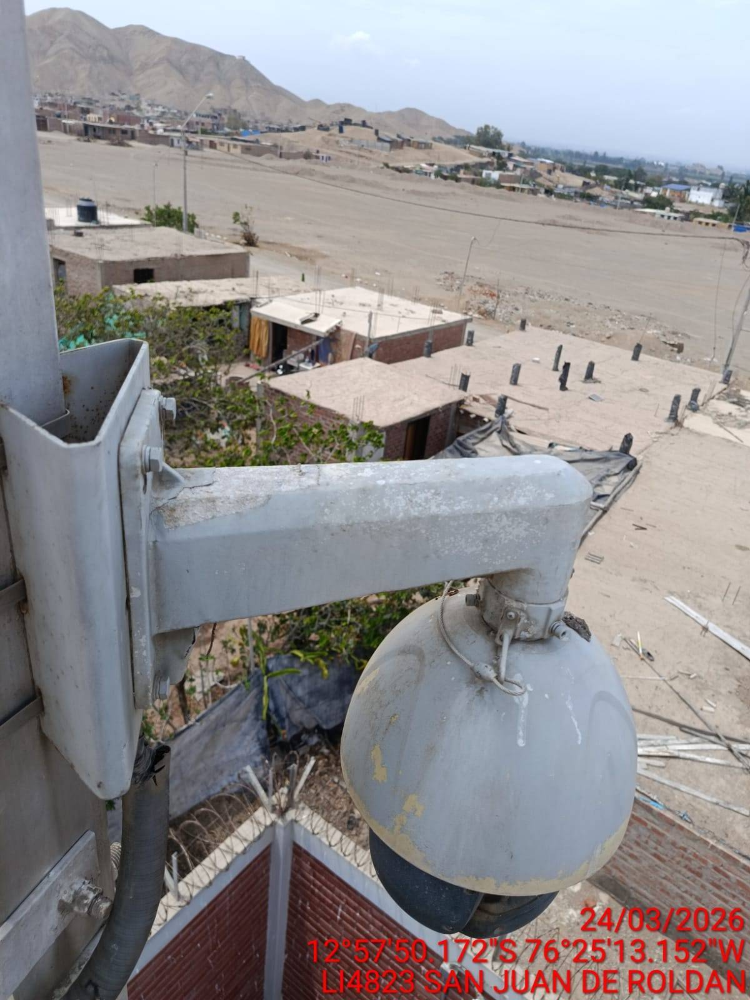 24/03/2026
12°57'50.172"S 76°25'13.152"W
LI4823 SAN JUAN DE ROLDAN